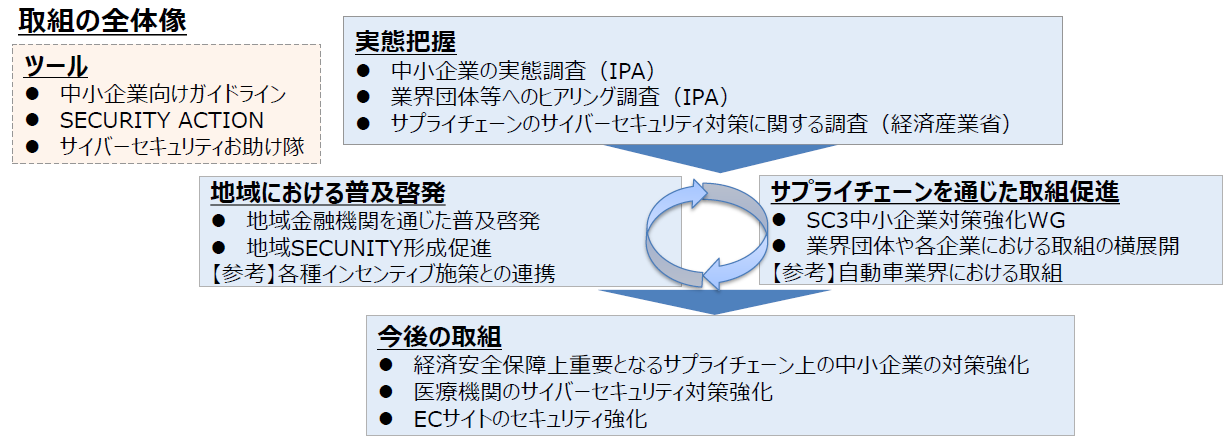 取組の全体像
ツール
● 中小企業向けガイドライン
● SECURITY ACTION
● サイバーセキュリティお助け隊
実態把握
● 中小企業の実態調査（IPA）
● 業界団体等へのヒアリング調査（IPA）
● サプライチェーンのサイバーセキュリティ対策に関する調査（経済産業省）
地域における普及啓発
● 地域金融機関を通じた普及啓発
● 地域SECUNITY形成促進
【参考】各種インセンティブ施策との連携
サプライチェーンを通じた取組促進
● SC3中小企業対策強化WG
● 業界団体や各企業における取組の横展開
【参考】自動車業界における取組
今後の取組
● 経済安全保障上重要となるサプライチェーン上の中小企業の対策強化
● 医療機関のサイバーセキュリティ対策強化
● ECサイトのセキュリティ強化